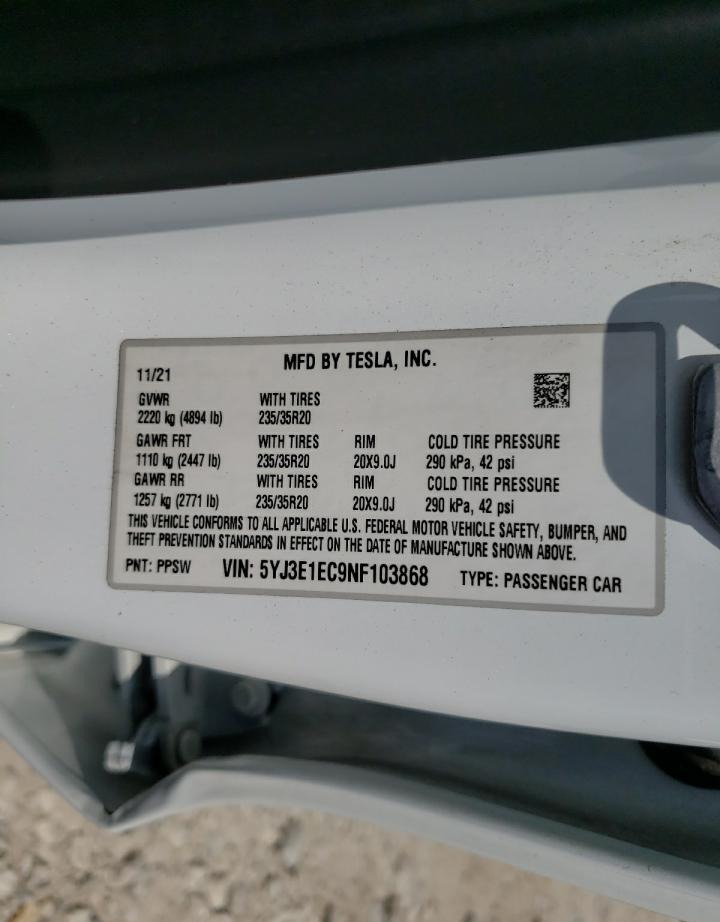 MFD BY TESLA, INC.
11/21
GVWR WITH TIRES
2220 kg (4894 lb) 235/35R20
GAWR FRT WITH TIRES RIM COLD TIRE PRESSURE
1110 kg (2447 lb) 235/35R20 20X9.0J 290 kPa, 42 psi
GAWR RR WITH TIRES RIM COLD TIRE PRESSURE
1257 kg (2771 lb) 235/35R20 20X9.0J 290 kPa, 42 psi
THIS VEHICLE CONFORMS TO ALL APPLICABLE U.S. FEDERAL MOTOR VEHICLE SAFETY, BUMPER, AND
THEFT PREVENTION STANDARDS IN EFFECT ON THE DATE OF MANUFACTURE SHOWN ABOVE.
PNT: PPSW VIN: 5YJ3E1EC9NF103868 TYPE: PASSENGER CAR